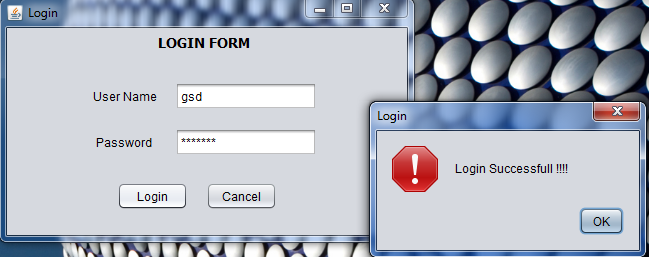 Login
LOGIN FORM
User Name gsd
Password *******
Login Cancel
Login
Login Successfull !!!!
OK